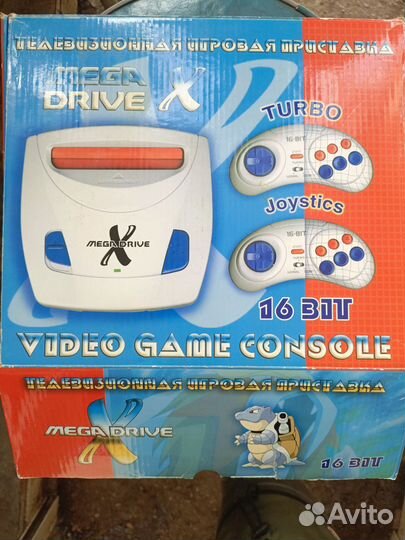 ТЕЛЕВИЗИОННАЯ ИГРОВАЯ ПРИСТАВКА
MEGA DRIVE X
TURBO
16-BIT
Joystics
16-BIT
MEGA DRIVE X
16 BIT
VIDEO GAME CONSOLE
ТЕЛЕВИЗИОННАЯ ИГРОВАЯ ПРИСТАВКА
MEGA DRIVE X
16 BIT
Avito